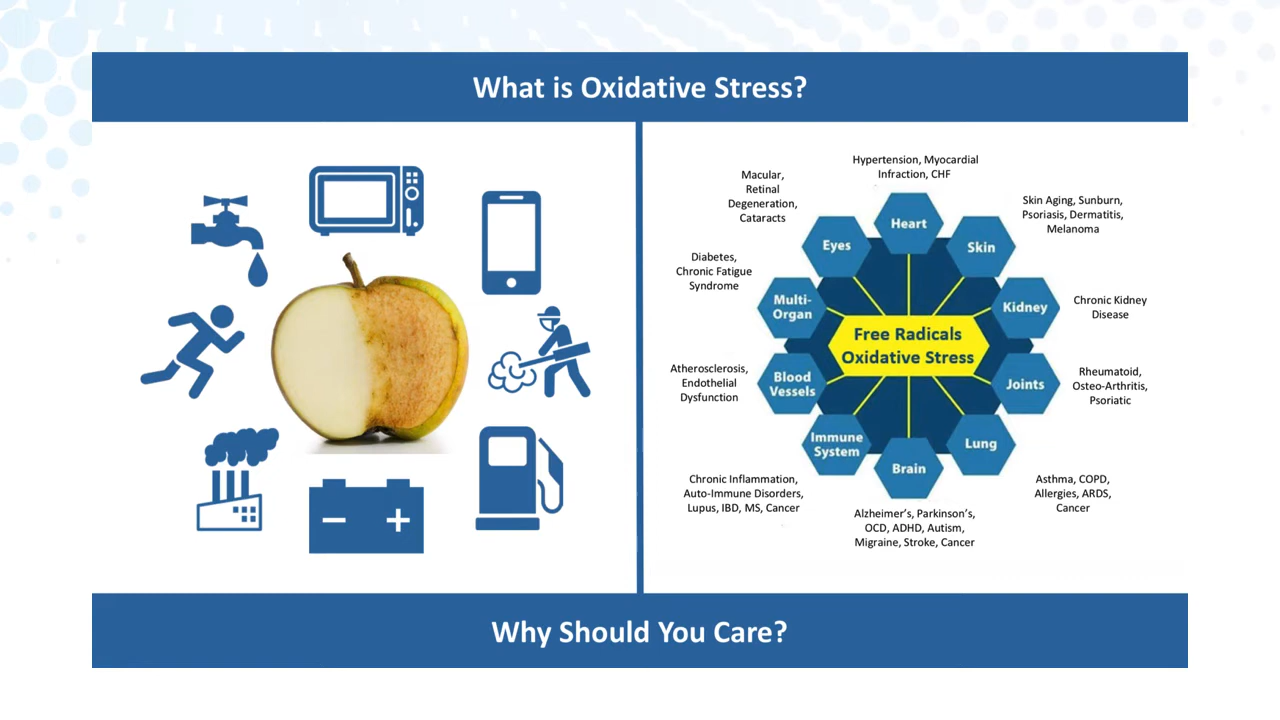 What is Oxidative Stress?
Hypertension, Myocardial
Infraction, CHF
Macular,
Retinal
Degeneration,
Cataracts
Skin Aging, Sunburn,
Psoriasis, Dermatitis,
Melanoma
Heart
Eyes
Skin
Diabetes,
Chronic Fatigue
Syndrome
Multi-
Organ
Kidney
Chronic Kidney
Disease
Free Radicals
Oxidative Stress
Atherosclerosis,
Endothelial
Dysfunction
Blood
Vessels
Joints
Rheumatoid,
Osteo-Arthritis,
Psoriatic
Immune
System
Lung
Brain
Chronic Inflammation,
Auto-Immune Disorders,
Lupus, IBD, MS, Cancer
Asthma, COPD,
Allergies, ARDS,
Cancer
Alzheimer's, Parkinson's,
OCD, ADHD, Autism,
Migraine, Stroke, Cancer
Why Should You Care?